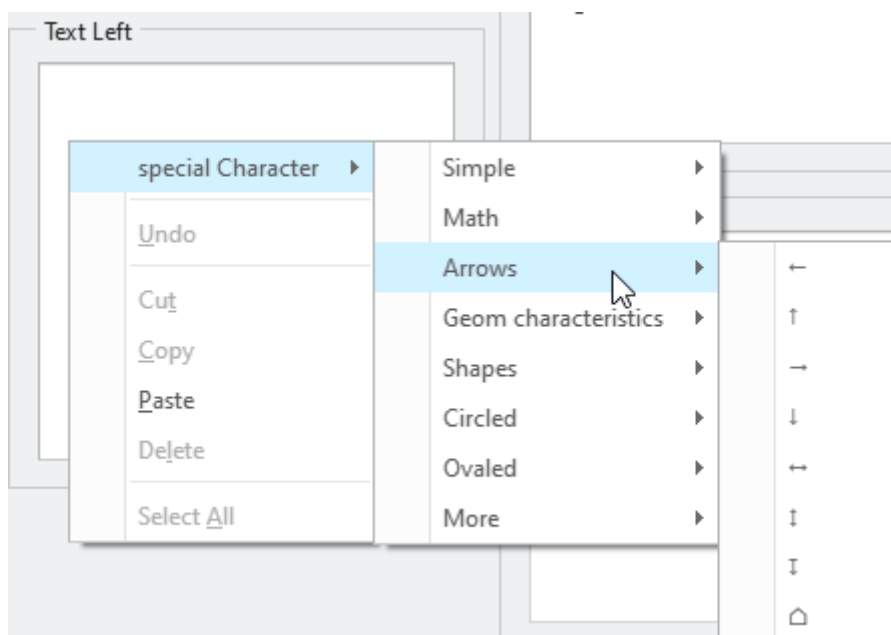 Text Left
special Character
Undo
Cut
Copy
Paste
Delete
Select All
Simple
Math
Arrows
Geom characteristics
Shapes
Circled
Ovaled
More
←
↑
→
↓
↔
↕
↧
⌂